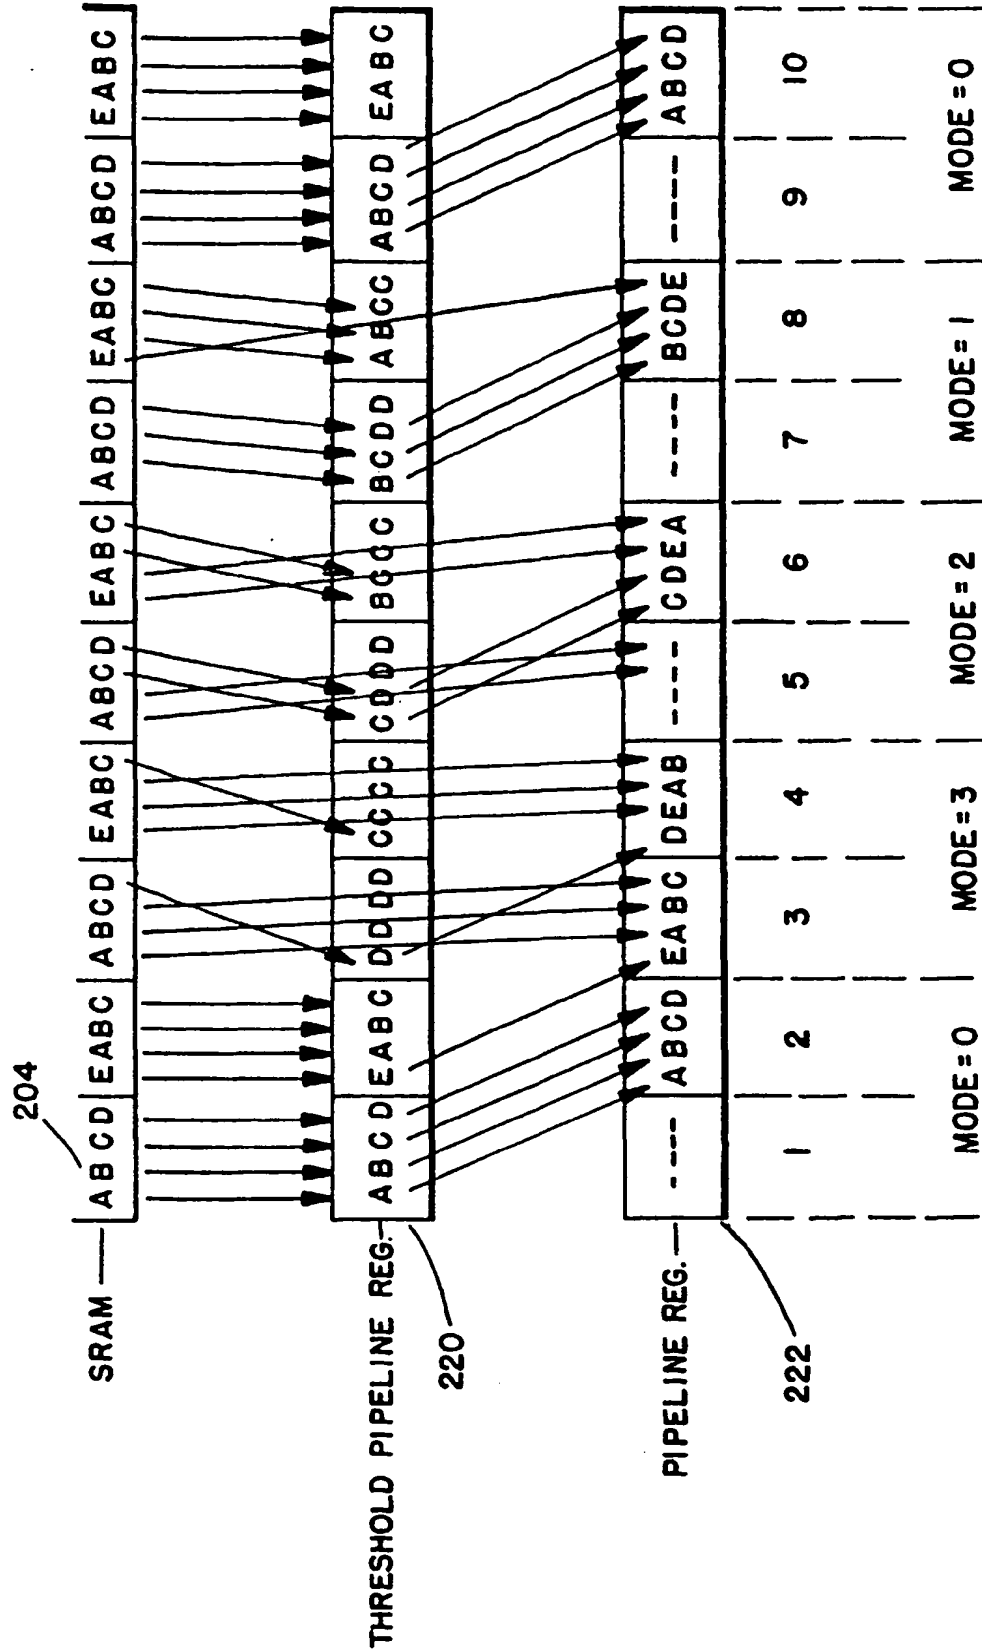 204
SRAM — ABCD | EABC | ABCD | EABC | ABCD | EABC | ABCD | EABC | ABCD | EABC
THRESHOLD PIPELINE REG. — ABCD | EABC | DDDD | CCCC | CDDD | BCCC | BCDD | ABCC | ABCD | EABC
220
PIPELINE REG. — ---- | ABCD | EABC | DEAB | ---- | CDEA | ---- | BCDE | ----- | ABCD
222
1 2 3 4 5 6 7 8 9 10
MODE=0 MODE=3 MODE=2 MODE=1 MODE=0